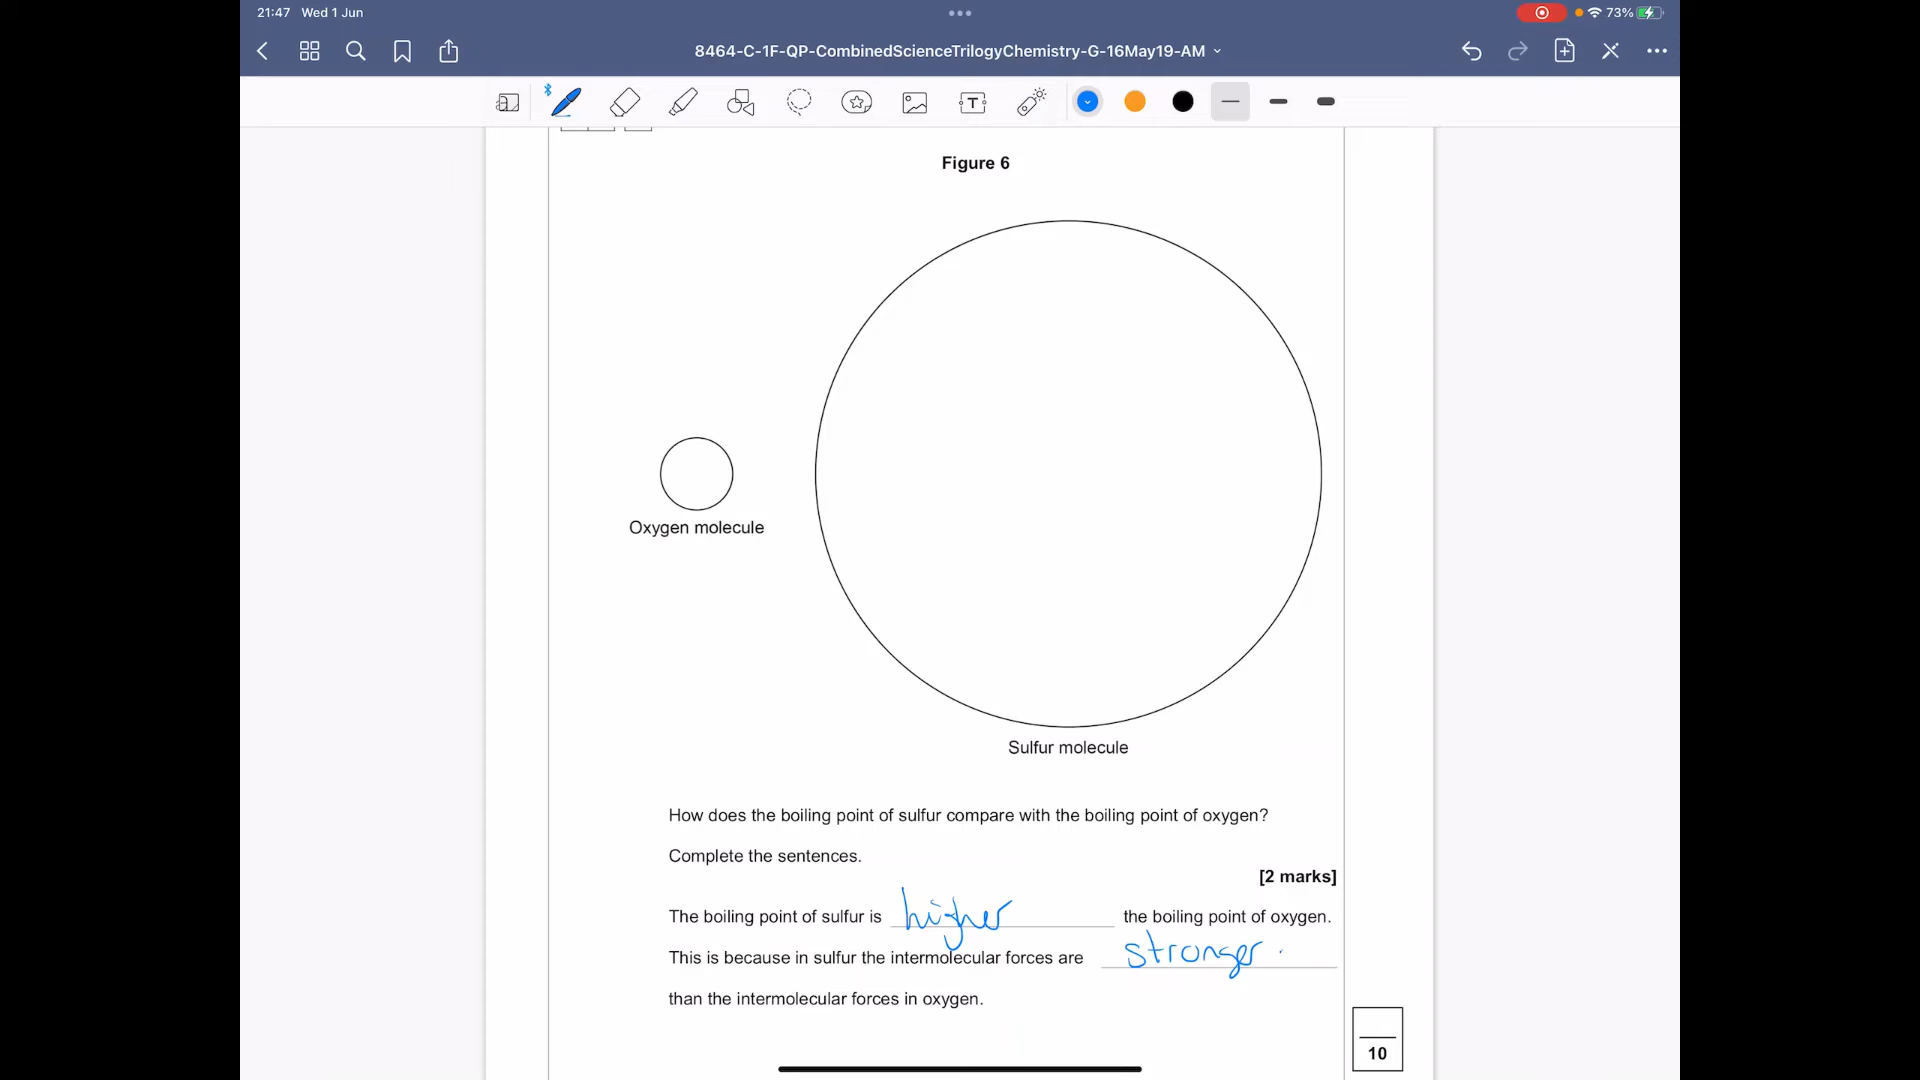 21:47 Wed 1 Jun
73%
8464-C-1F-QP-CombinedScienceTrilogyChemistry-G-16May19-AM
Figure 6
Oxygen molecule
Sulfur molecule
How does the boiling point of sulfur compare with the boiling point of oxygen?
Complete the sentences.
[2 marks]
The boiling point of sulfur is higher the boiling point of oxygen.
This is because in sulfur the intermolecular forces are stronger
than the intermolecular forces in oxygen.
10